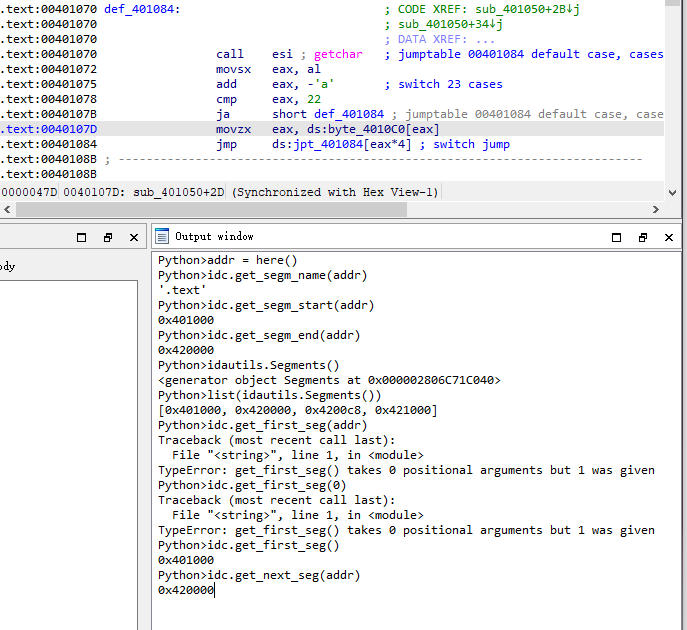 .text:00401070 def_401084: ; CODE XREF: sub_401050+2B↓j
.text:00401070 ; sub_401050+34↓j
.text:00401070 ; DATA XREF: ...
.text:00401070 call esi ; getchar ; jumptable 00401084 default case, cases
.text:00401072 movsx eax, al
.text:00401075 add eax, -'a' ; switch 23 cases
.text:00401078 cmp eax, 22
.text:0040107B ja short def_401084 ; jumptable 00401084 default case, case
.text:0040107D movzx eax, ds:byte_4010C0[eax]
.text:00401084 jmp ds:jpt_401084[eax*4] ; switch jump
.text:0040108B ; ---------------------------------------------------------------------------
.text:0040108B
0000047D 0040107D: sub_401050+2D (Synchronized with Hex View-1)
Output window
ody
Python>addr = here()
Python>idc.get_segm_name(addr)
'.text'
Python>idc.get_segm_start(addr)
0x401000
Python>idc.get_segm_end(addr)
0x420000
Python>idautils.Segments()
<generator object Segments at 0x000002806C71C040>
Python>list(idautils.Segments())
[0x401000, 0x420000, 0x4200c8, 0x421000]
Python>idc.get_first_seg(addr)
Traceback (most recent call last):
File "<string>", line 1, in <module>
TypeError: get_first_seg() takes 0 positional arguments but 1 was given
Python>idc.get_first_seg(0)
Traceback (most recent call last):
File "<string>", line 1, in <module>
TypeError: get_first_seg() takes 0 positional arguments but 1 was given
Python>idc.get_first_seg()
0x401000
Python>idc.get_next_seg(addr)
0x420000